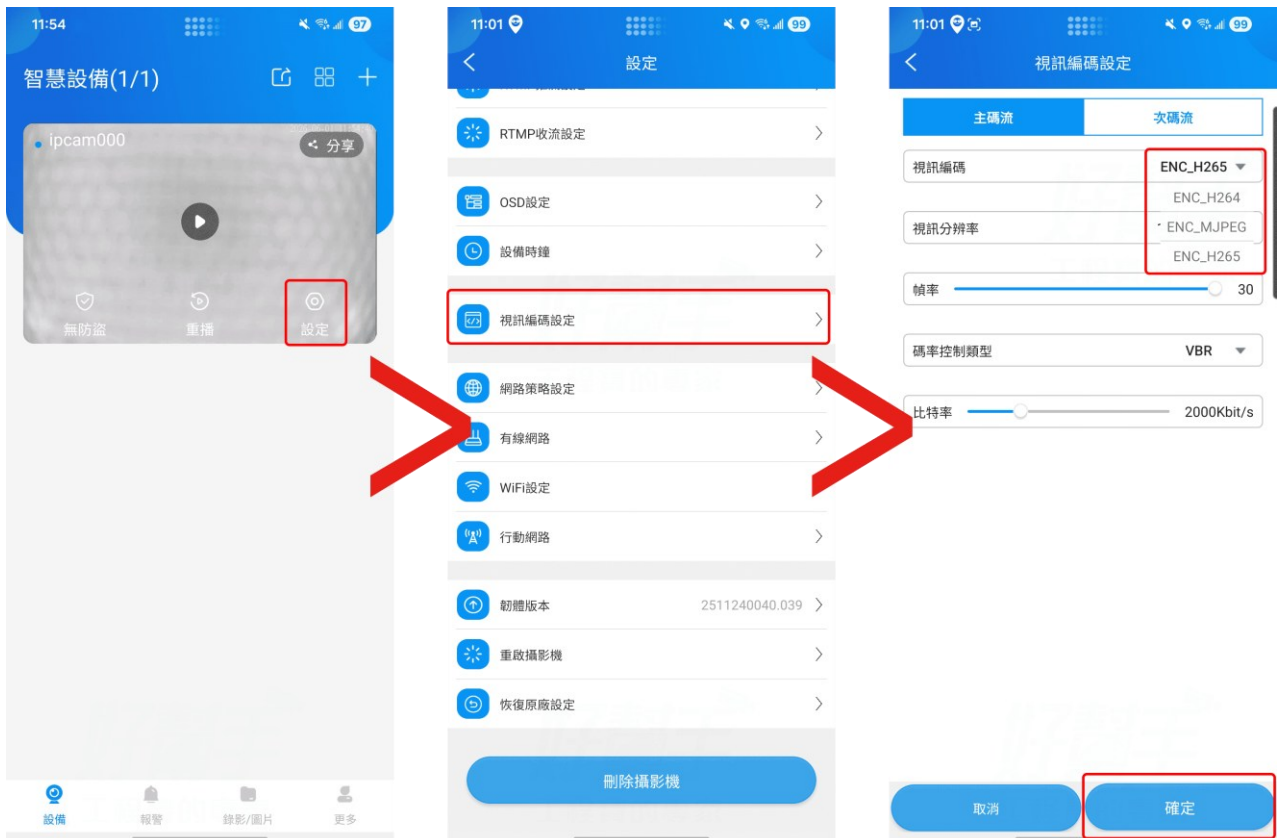 11:54
97
智慧設備(1/1)
ipcam000
分享
無防盜
重播
設定
設備
報警
錄影/圖片
更多
11:01
99
設定
RTMP收流設定
OSD設定
設備時鐘
視訊編碼設定
網路策略設定
有線網路
WiFi設定
行動網路
韌體版本
2511240040.039
重啟攝影機
恢復原廠設定
刪除攝影機
11:01
99
視訊編碼設定
主碼流
次碼流
視訊編碼
ENC_H265
ENC_H264
視訊分辨率
ENC_MJPEG
ENC_H265
幀率
30
碼率控制類型
VBR
比特率
2000Kbit/s
取消
確定